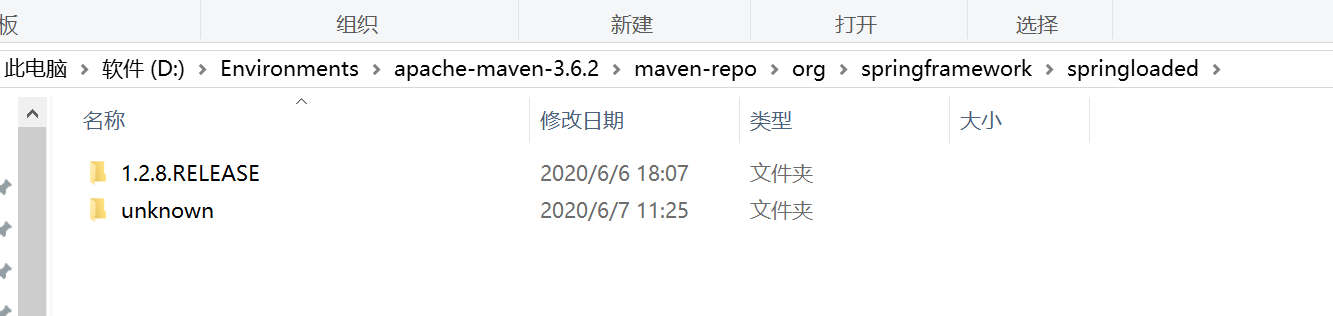 板 组织 新建 打开 选择
此电脑 软件 (D:) Environments apache-maven-3.6.2 maven-repo org springframework springloaded
名称 修改日期 类型 大小
1.2.8.RELEASE 2020/6/6 18:07 文件夹
unknown 2020/6/7 11:25 文件夹